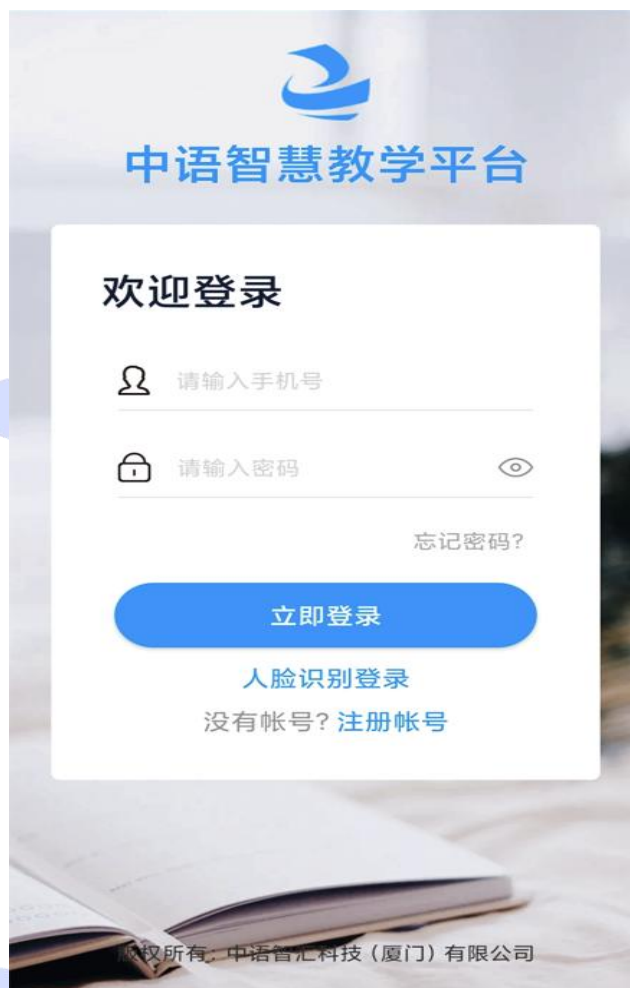 中语智慧教学平台
欢迎登录
请输入手机号
请输入密码
忘记密码?
立即登录
人脸识别登录
没有帐号? 注册帐号
版权所有: 中语智汇科技 (厦门) 有限公司